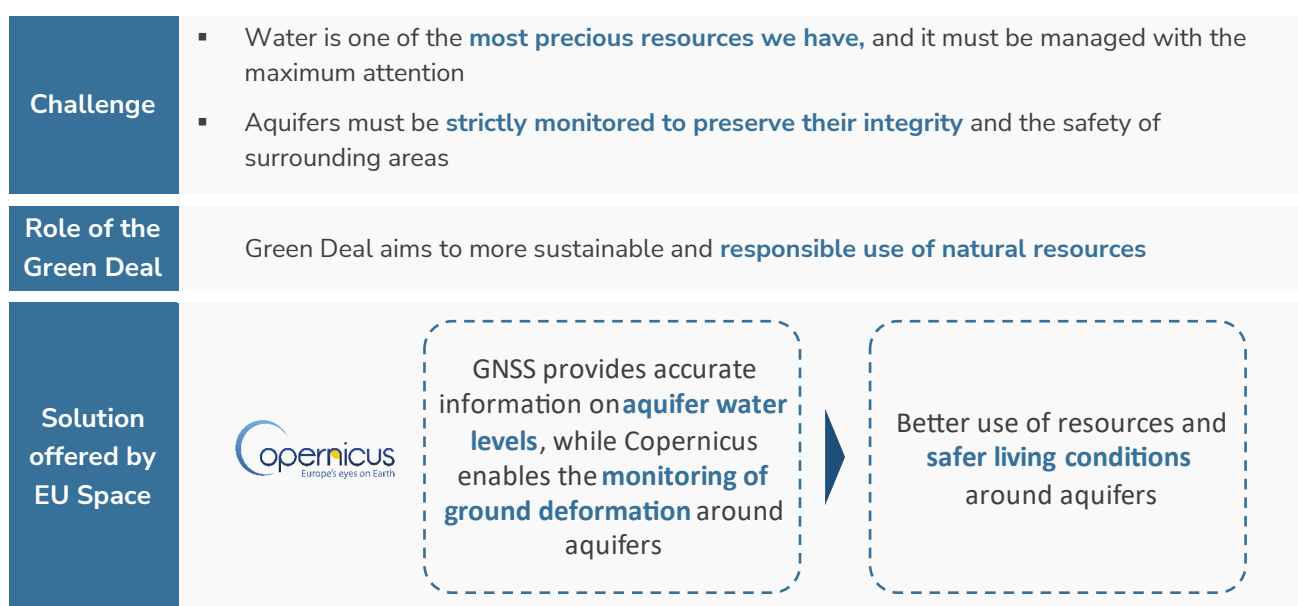 Challenge
▪ Water is one of the most precious resources we have, and it must be managed with the
maximum attention
▪ Aquifers must be strictly monitored to preserve their integrity and the safety of
surrounding areas
Role of the
Green Deal
Green Deal aims to more sustainable and responsible use of natural resources
Solution
offered by
EU Space
Copernicus
Europe's eyes on Earth
GNSS provides accurate
information on aquifer water
levels, while Copernicus
enables the monitoring of
ground deformation around
aquifers
Better use of resources and
safer living conditions
around aquifers